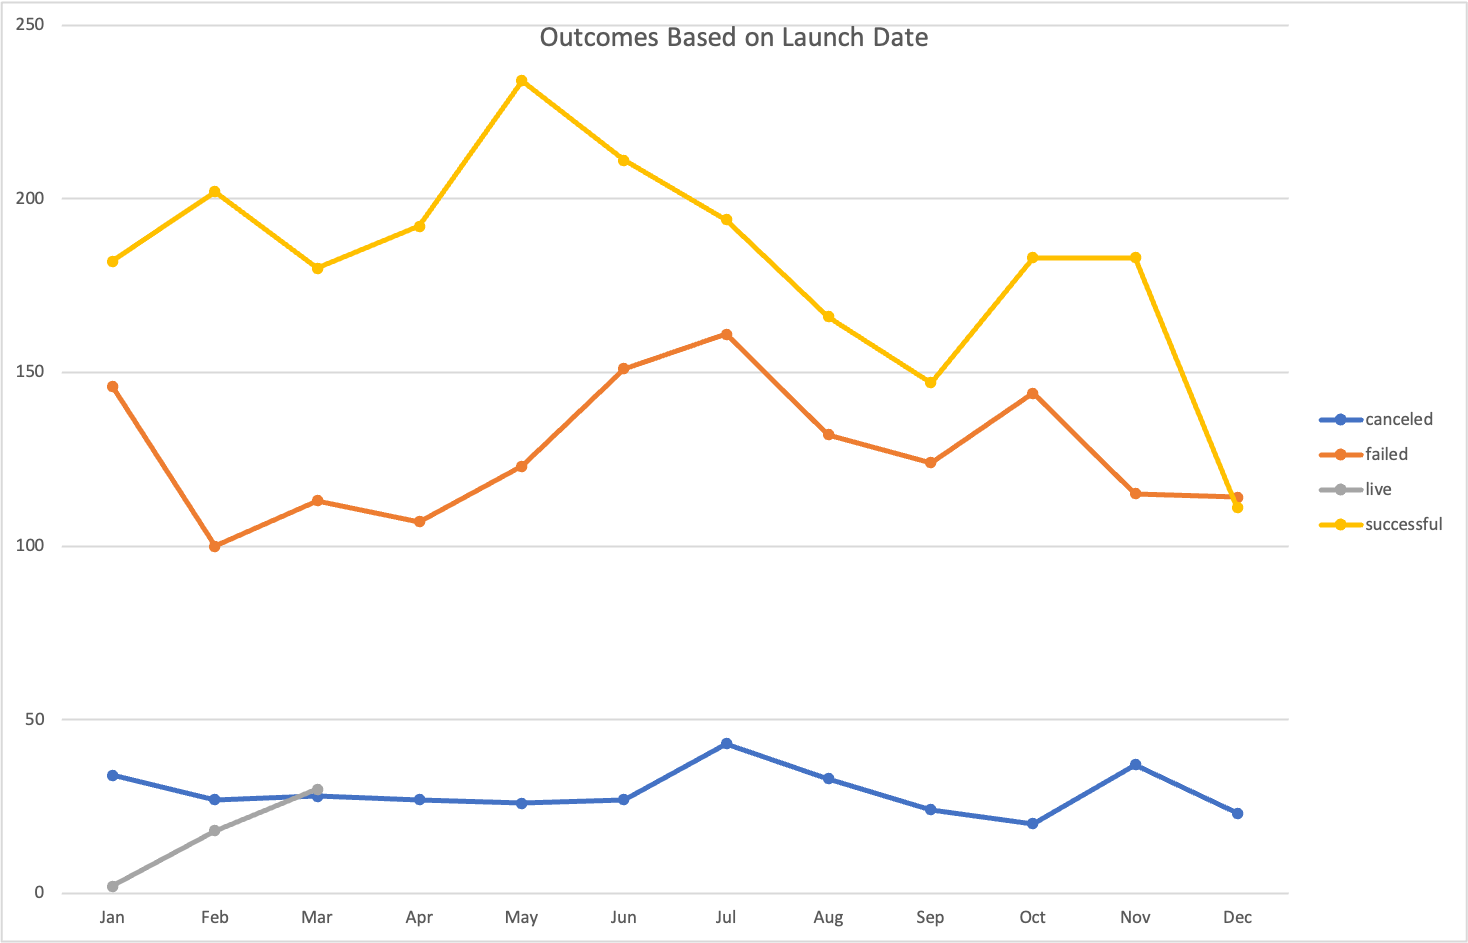 Outcomes Based on Launch Date
250
200
150
100
50
0
Jan Feb Mar Apr May Jun Jul Aug Sep Oct Nov Dec
canceled
failed
live
successful